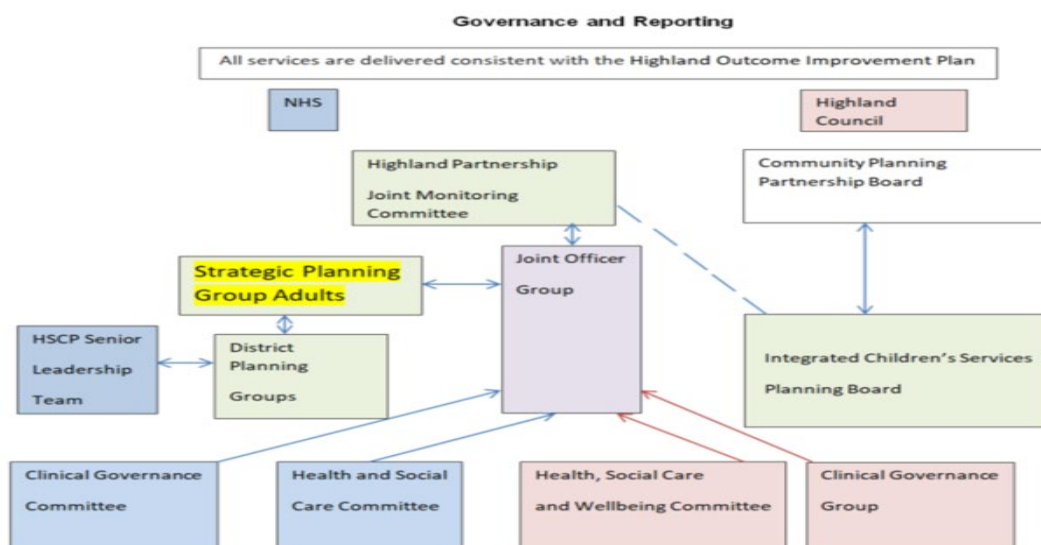 Governance and Reporting
All services are delivered consistent with the Highland Outcome Improvement Plan
NHS
Highland
Council
Highland Partnership
Joint Monitoring
Committee
Community Planning
Partnership Board
Joint Officer
Group
Strategic Planning
Group Adults
HSCP Senior
Leadership
Team
District
Planning
Groups
Integrated Children’s Services
Planning Board
Clinical Governance
Committee
Health and Social
Care Committee
Health, Social Care
and Wellbeing Committee
Clinical Governance
Group